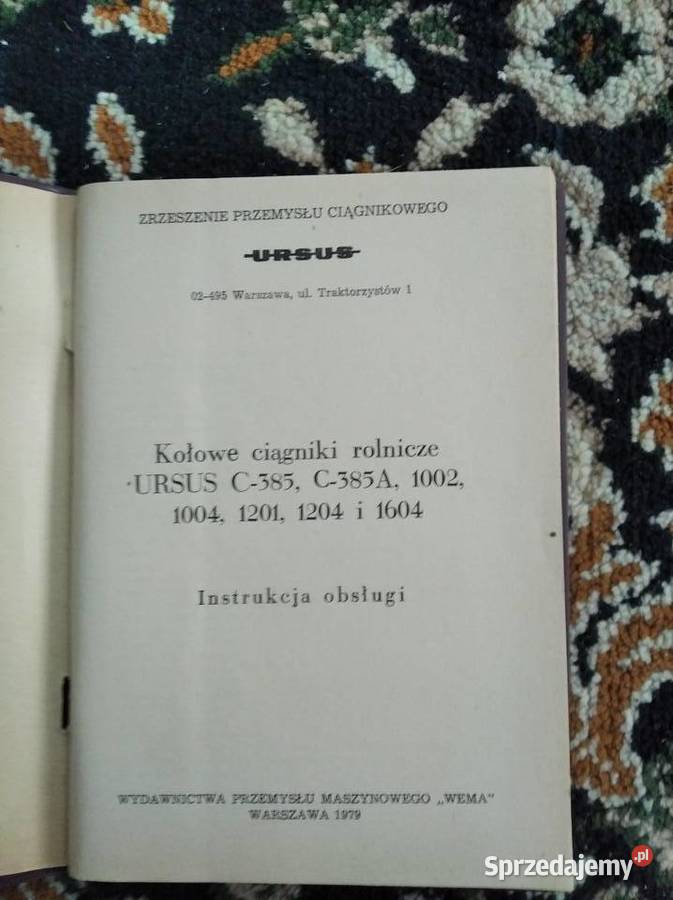 ZRZESZENIE PRZEMYSŁU CIĄGNIKOWEGO
URSUS
02-495 Warszawa, ul. Traktorzystów 1
Kołowe ciągniki rolnicze
URSUS C-385, C-385A, 1002,
1004, 1201, 1204 i 1604
Instrukcja obsługi
WYDAWNICTWA PRZEMYSŁU MASZYNOWEGO „WEMA"
WARSZAWA 1979
Sprzedajemy.pl